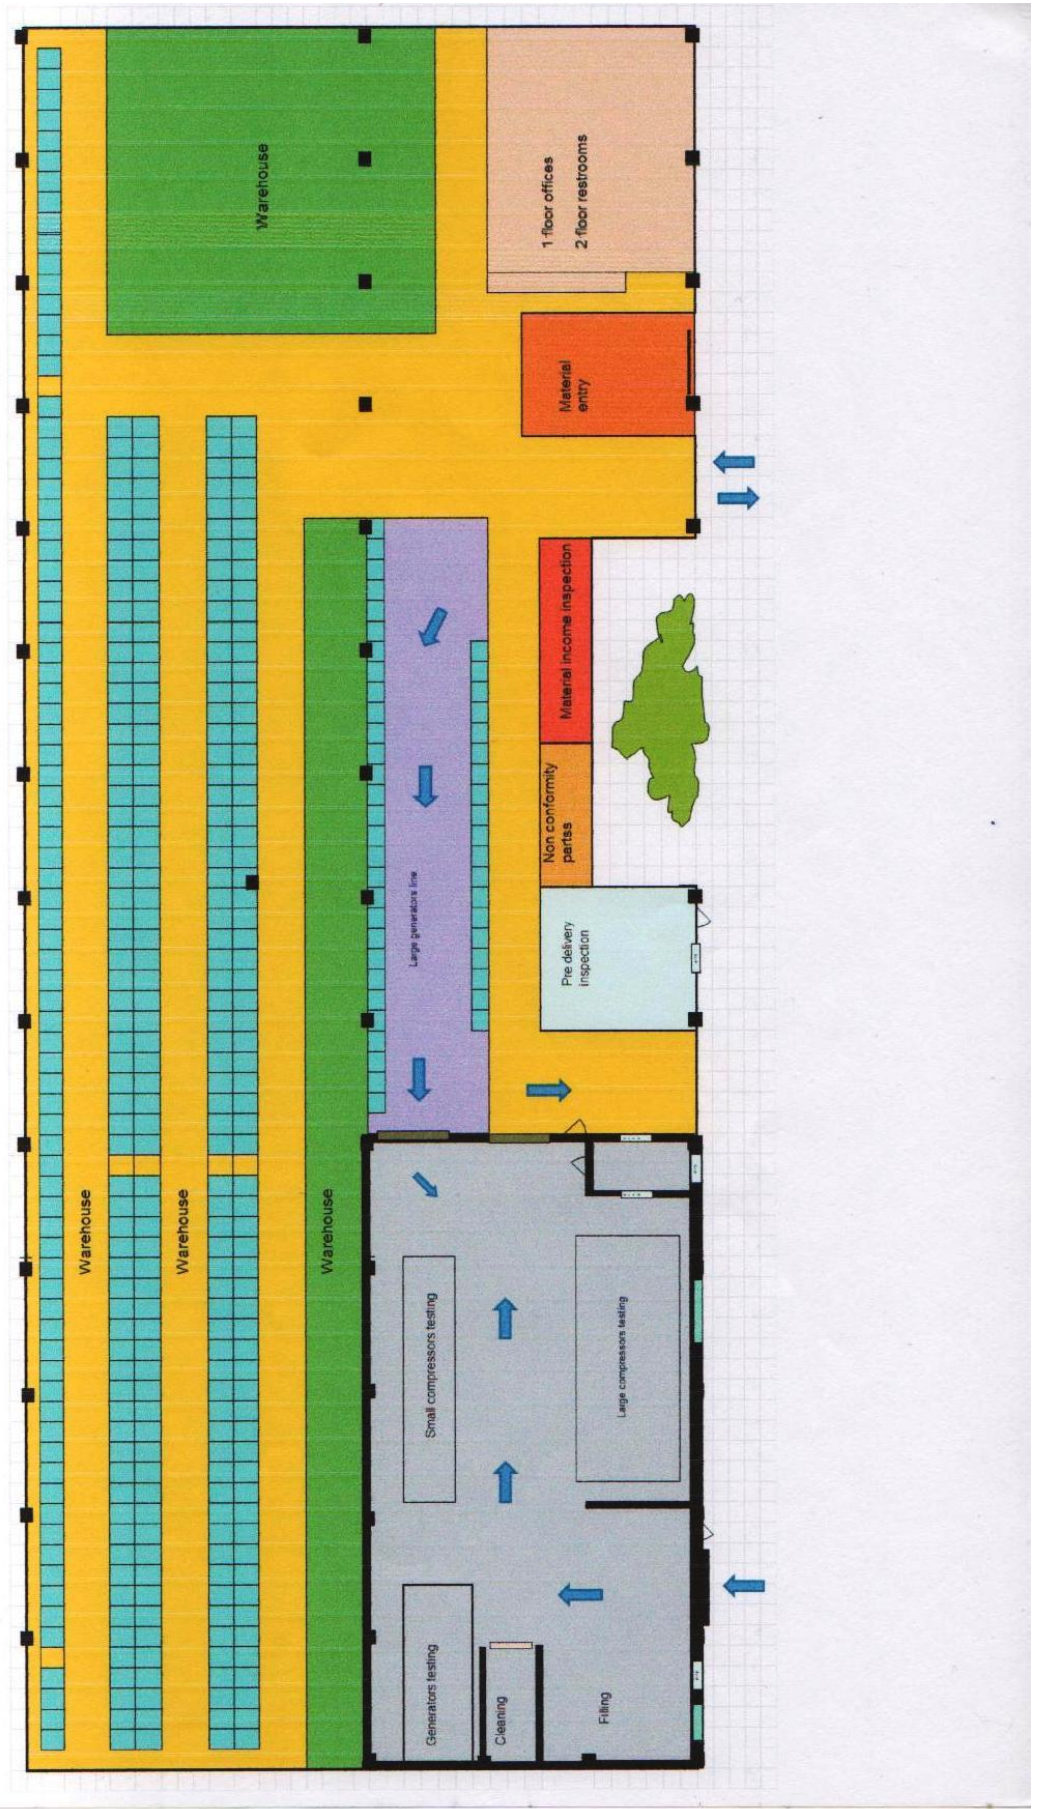 Warehouse
Warehouse
Warehouse
Warehouse
1 floor offices
2 floor restrooms
Material
entry
Large generators line
Material income inspection
Non conformity
partss
Pre delivery
inspection
Generators testing
Small compressors testing
Cleaning
Filling
Large compressors testing